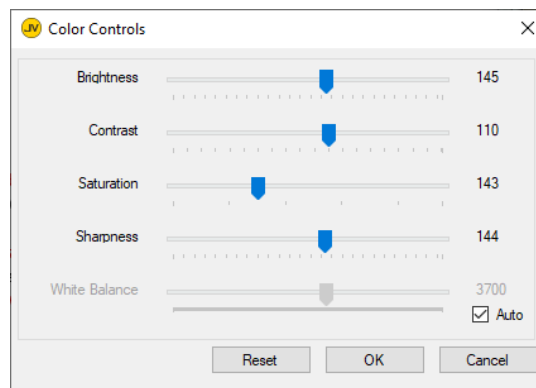 JV Color Controls
Brightness 145
Contrast 110
Saturation 143
Sharpness 144
White Balance 3700
Auto
Reset OK Cancel